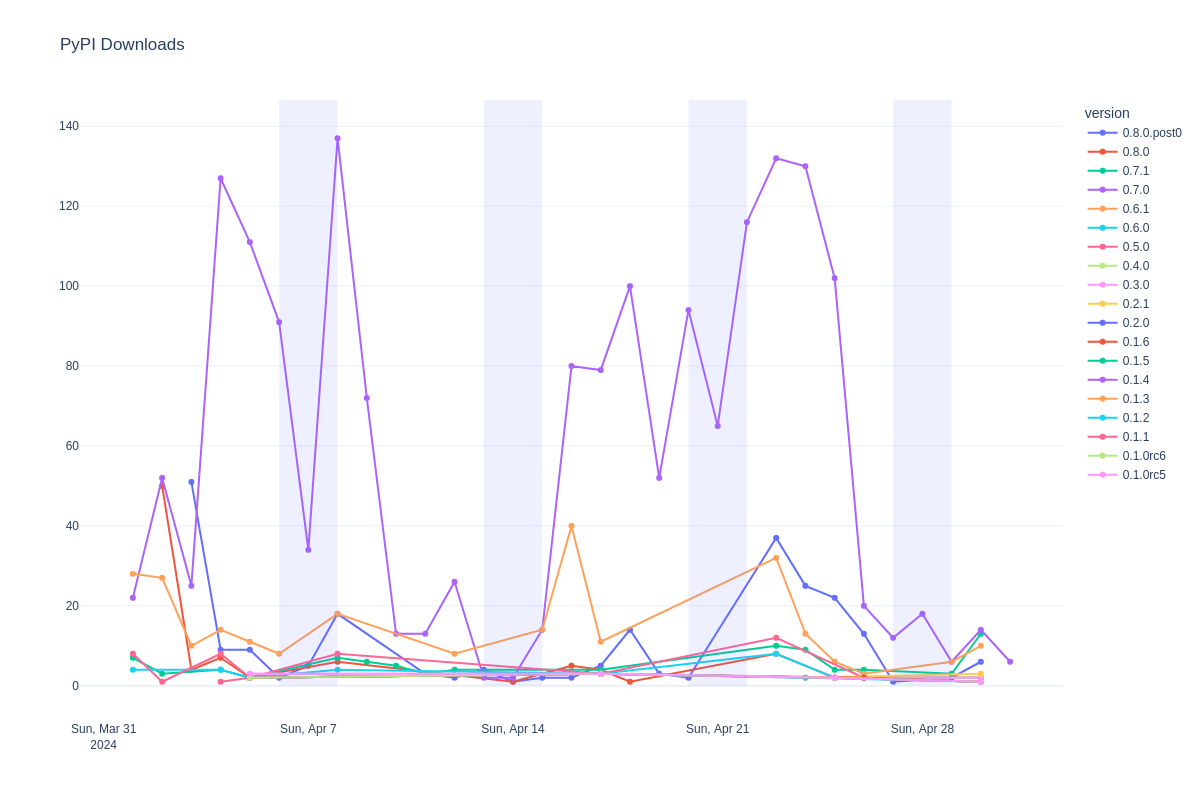 PyPI Downloads
version
0.8.0.post0
0.8.0
0.7.1
0.7.0
0.6.1
0.6.0
0.5.0
0.4.0
0.3.0
0.2.1
0.2.0
0.1.6
0.1.5
0.1.4
0.1.3
0.1.2
0.1.1
0.1.0rc6
0.1.0rc5
140
120
100
80
60
40
20
0
Sun, Mar 31
2024
Sun, Apr 7
Sun, Apr 14
Sun, Apr 21
Sun, Apr 28